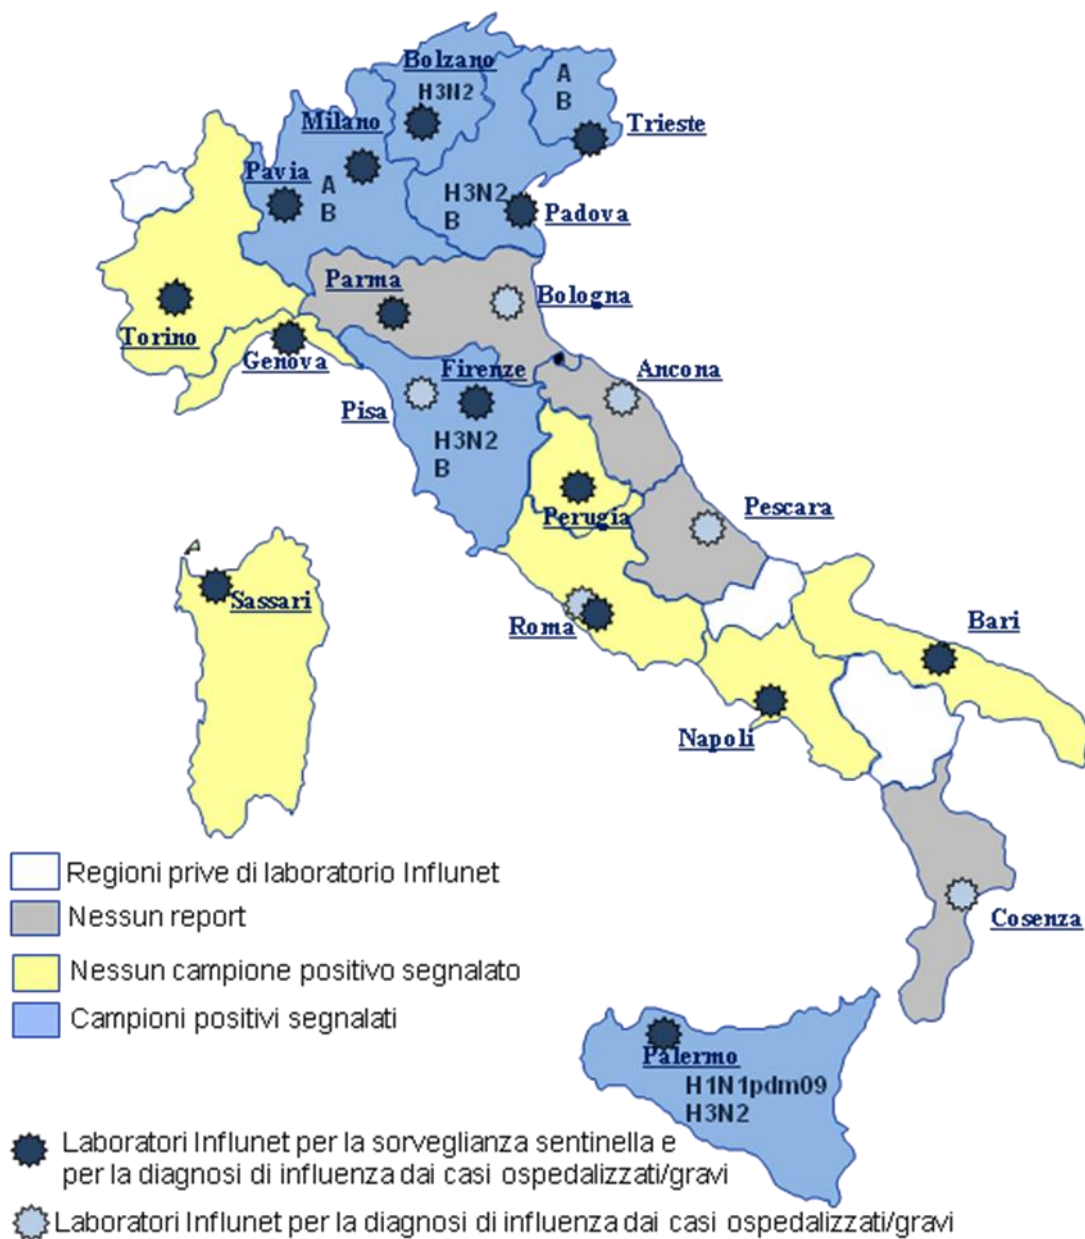 Bolzano
H3N2
A
B
Trieste
Milano
Pavia
A
B
H3N2
B
Padova
Parma
Bologna
Torino
Genova
Firenze
Ancona
Pisa
H3N2
B
Perugia
Pescara
Sassari
Roma
Bari
Napoli
Regioni prive di laboratorio Influnet
Nessun report
Cosenza
Nessun campione positivo segnalato
Campioni positivi segnalati
Palermo
H1N1pdm09
H3N2
Laboratori Influnet per la sorveglianza sentinella e
per la diagnosi di influenza dai casi ospedalizzati/gravi
Laboratori Influnet per la diagnosi di influenza dai casi ospedalizzati/gravi